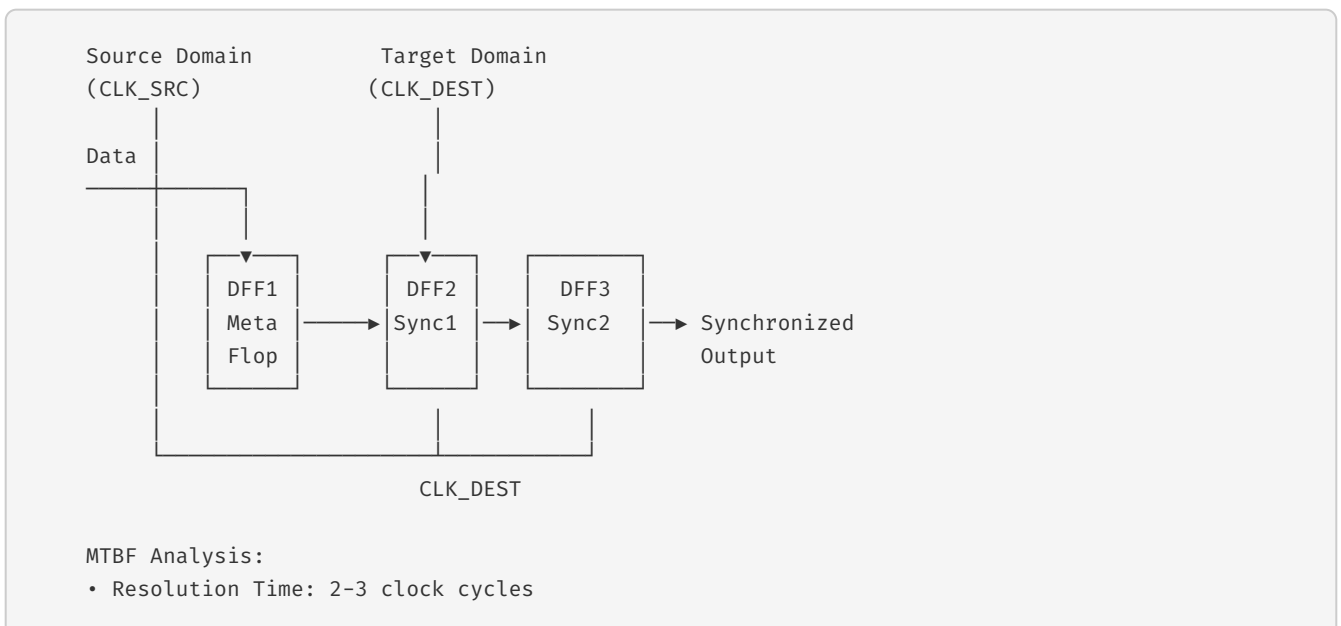 Source Domain Target Domain
(CLK_SRC) (CLK_DEST)
Data
DFF1 DFF2 DFF3
Meta Sync1 Sync2 Synchronized
Flop Output
CLK_DEST
MTBF Analysis:
• Resolution Time: 2-3 clock cycles